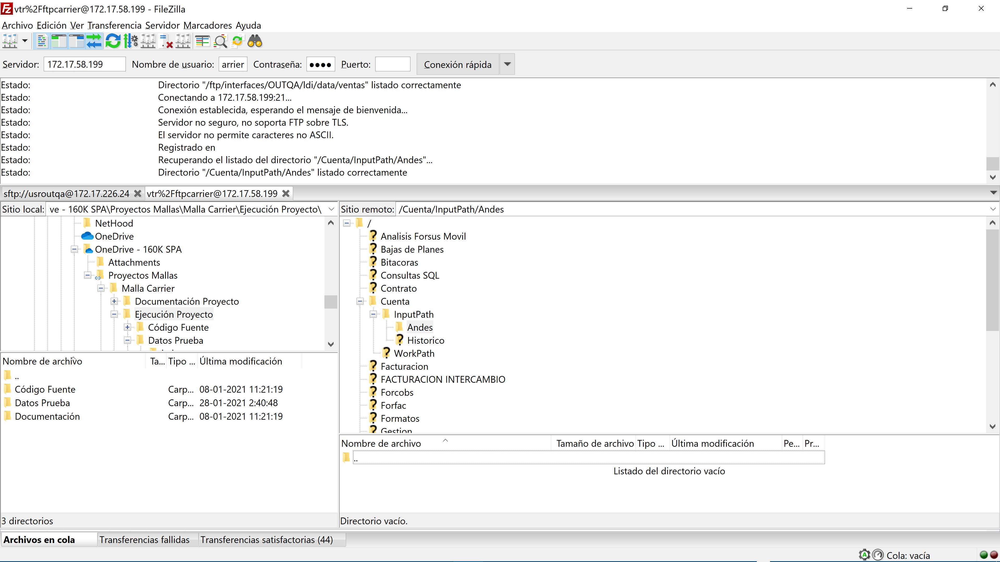 vtr%2Fftpcarrier@172.17.58.199 - FileZilla
Archivo Edición Ver Transferencia Servidor Marcadores Ayuda
Servidor: 172.17.58.199 Nombre de usuario: arrier Contraseña: ●●●● Puerto: Conexión rápida
Estado: Directorio "/ftp/interfaces/OUTQA/ldi/data/ventas" listado correctamente
Estado: Conectando a 172.17.58.199:21...
Estado: Conexión establecida, esperando el mensaje de bienvenida...
Estado: Servidor no seguro, no soporta FTP sobre TLS.
Estado: El servidor no permite caracteres no ASCII.
Estado: Registrado en
Estado: Recuperando el listado del directorio "/Cuenta/InputPath/Andes"...
Estado: Directorio "/Cuenta/InputPath/Andes" listado correctamente
sftp://usroutqa@172.17.226.24 vtr%2Fftpcarrier@172.17.58.199
Sitio local: ve - 160K SPA\Proyectos Mallas\Malla Carrier\Ejecución Proyecto\
NetHood
OneDrive
OneDrive - 160K SPA
Attachments
Proyectos Mallas
Malla Carrier
Documentación Proyecto
Ejecución Proyecto
Código Fuente
Datos Prueba
Nombre de archivo Ta... Tipo ... Última modificación
..
Código Fuente Carp... 08-01-2021 11:21:19
Datos Prueba Carp... 28-01-2021 2:40:48
Documentación Carp... 08-01-2021 11:21:19
3 directorios
Sitio remoto: /Cuenta/InputPath/Andes
/
Analisis Forsus Movil
Bajas de Planes
Bitacoras
Consultas SQL
Contrato
Cuenta
InputPath
Andes
Historico
WorkPath
Facturacion
FACTURACION INTERCAMBIO
Forcobs
Forfac
Formatos
Gestion
Nombre de archivo Tamaño de archivo Tipo ... Última modificación Pe... Pr...
..
Listado del directorio vacío
Directorio vacío.
Archivos en cola Transferencias fallidas Transferencias satisfactorias (44)
Cola: vacía